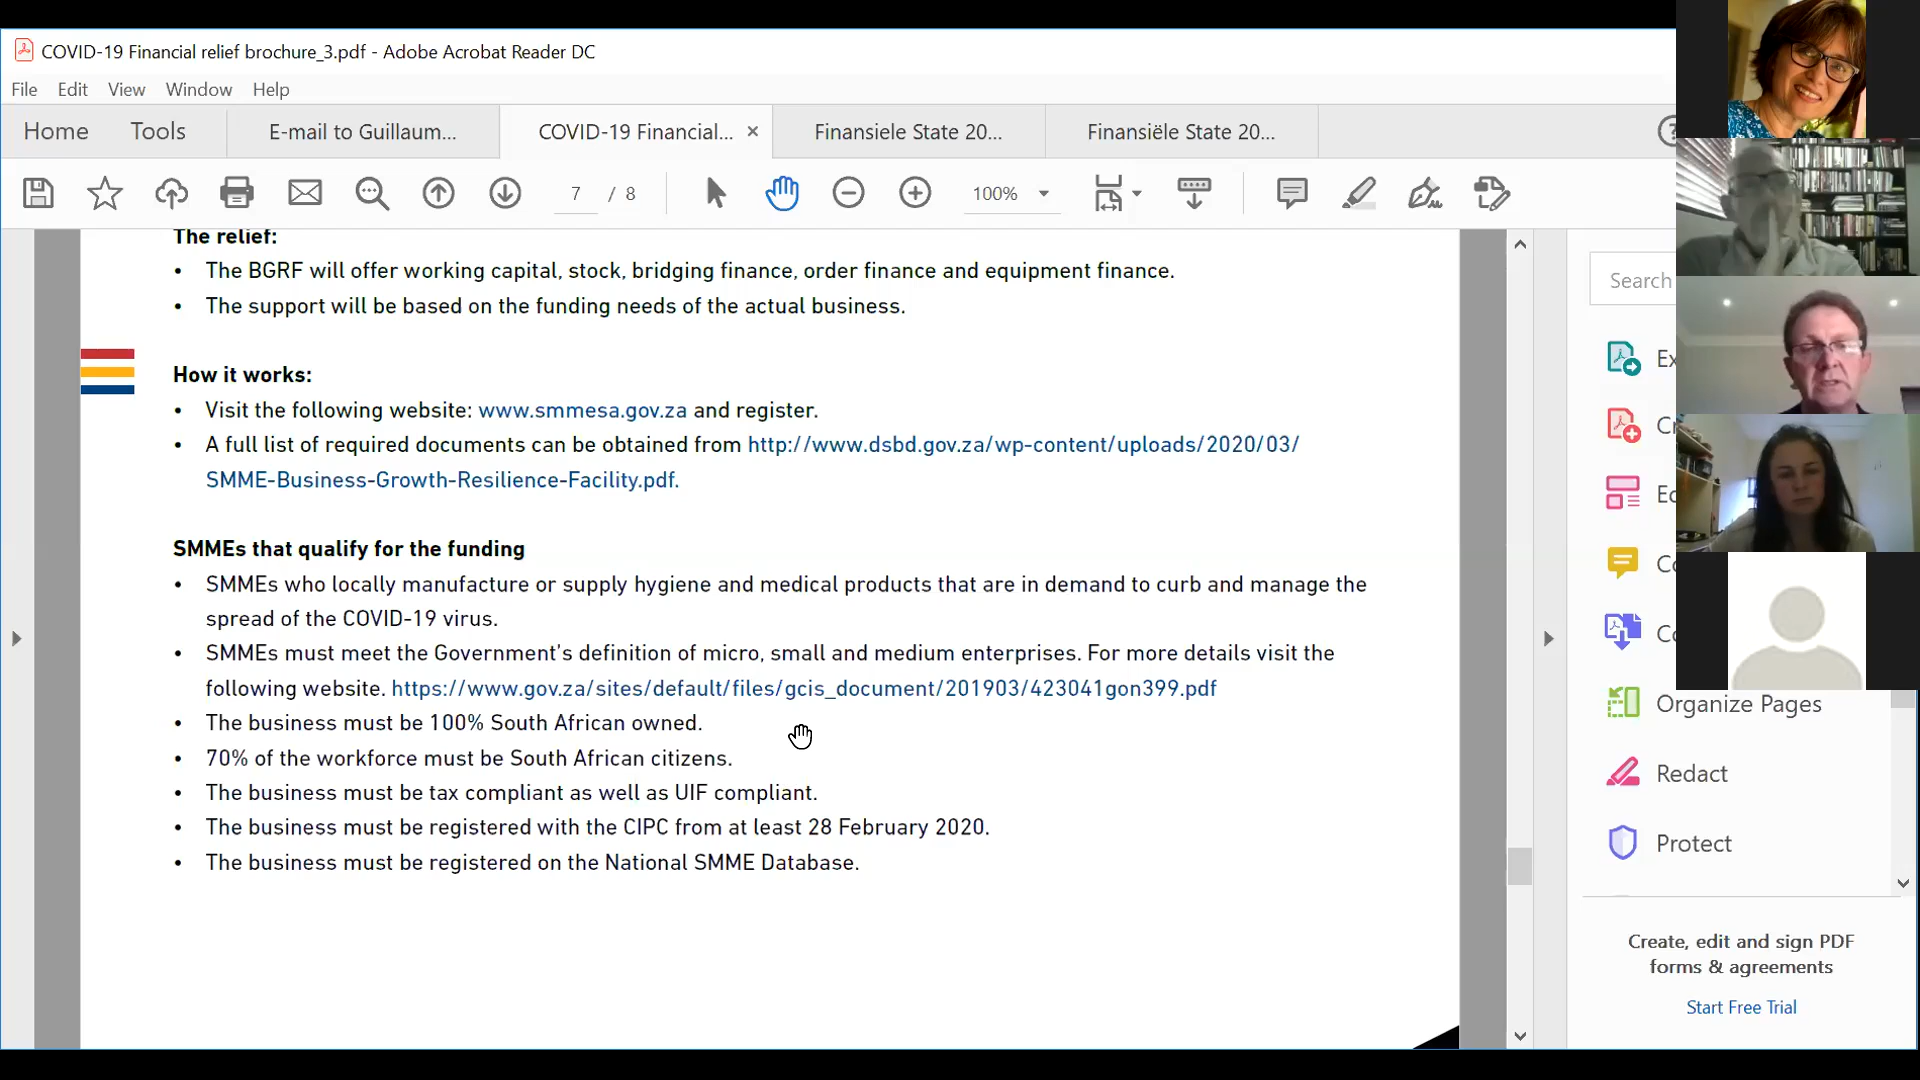 COVID-19 Financial relief brochure_3.pdf - Adobe Acrobat Reader DC
File Edit View Window Help
Home Tools E-mail to Guillaum... COVID-19 Financial... × Finansiele State 20... Finansiële State 20...
7 / 8 100%
The relief:
• The BGRF will offer working capital, stock, bridging finance, order finance and equipment finance.
• The support will be based on the funding needs of the actual business.
How it works:
• Visit the following website: www.smmesa.gov.za and register.
• A full list of required documents can be obtained from http://www.dsbd.gov.za/wp-content/uploads/2020/03/
SMME-Business-Growth-Resilience-Facility.pdf.
SMMEs that qualify for the funding
• SMMEs who locally manufacture or supply hygiene and medical products that are in demand to curb and manage the
spread of the COVID-19 virus.
• SMMEs must meet the Government's definition of micro, small and medium enterprises. For more details visit the
following website. https://www.gov.za/sites/default/files/gcis_document/201903/423041gon399.pdf
• The business must be 100% South African owned.
• 70% of the workforce must be South African citizens.
• The business must be tax compliant as well as UIF compliant.
• The business must be registered with the CIPC from at least 28 February 2020.
• The business must be registered on the National SMME Database.
Search
Organize Pages
Redact
Protect
Create, edit and sign PDF
forms & agreements
Start Free Trial